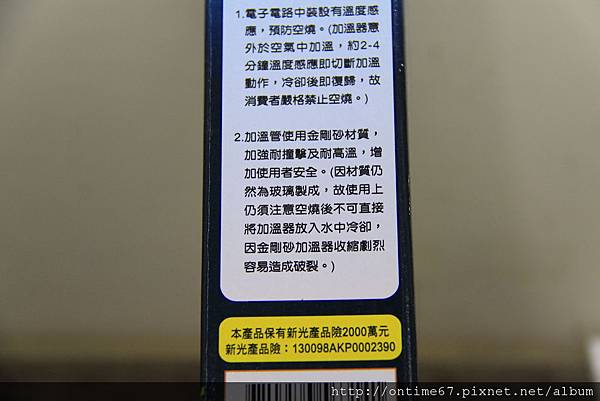 1.電子電路中裝設有溫度感
應，預防空燒。(加溫器意
外於空氣中加溫，約2-4
分鐘溫度感應即切斷加溫
動作，冷卻後即復歸，故
消費者嚴格禁止空燒。)
2.加溫管使用金剛砂材質，
加強耐撞擊及耐高溫，增
加使用者安全。(因材質仍
然為玻璃製成，故使用上
仍須注意空燒後不可直接
將加溫器放入水中冷卻，
因金剛砂加溫器收縮劇烈
容易造成破裂。)
本產品保有新光產品險2000萬元
新光產品險：130098AKP0002390
http://ontime67.pixnet.net/album